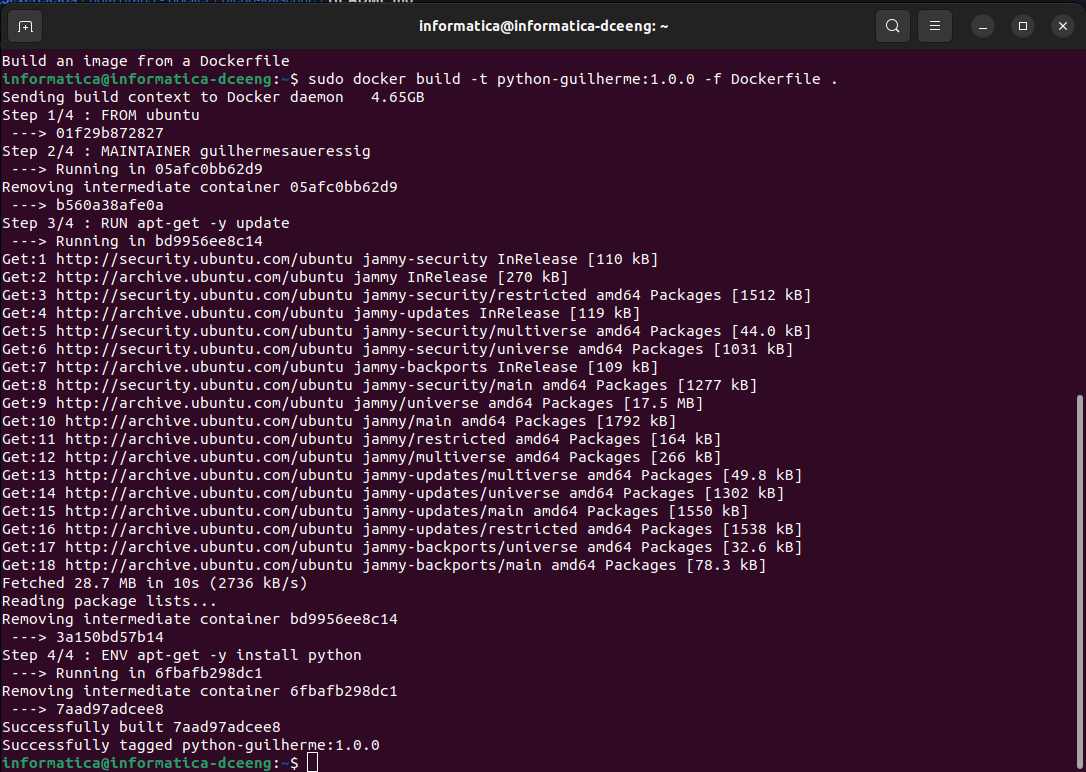 informatica@informatica-dceeng: ~
Build an image from a Dockerfile
informatica@informatica-dceeng:~$ sudo docker build -t python-guilherme:1.0.0 -f Dockerfile .
Sending build context to Docker daemon   4.65GB
Step 1/4 : FROM ubuntu
 ---> 01f29b872827
Step 2/4 : MAINTAINER guilhermesaueressig
 ---> Running in 05afc0bb62d9
Removing intermediate container 05afc0bb62d9
 ---> b560a38afe0a
Step 3/4 : RUN apt-get -y update
 ---> Running in bd9956ee8c14
Get:1 http://security.ubuntu.com/ubuntu jammy-security InRelease [110 kB]
Get:2 http://archive.ubuntu.com/ubuntu jammy InRelease [270 kB]
Get:3 http://security.ubuntu.com/ubuntu jammy-security/restricted amd64 Packages [1512 kB]
Get:4 http://archive.ubuntu.com/ubuntu jammy-updates InRelease [119 kB]
Get:5 http://security.ubuntu.com/ubuntu jammy-security/multiverse amd64 Packages [44.0 kB]
Get:6 http://security.ubuntu.com/ubuntu jammy-security/universe amd64 Packages [1031 kB]
Get:7 http://archive.ubuntu.com/ubuntu jammy-backports InRelease [109 kB]
Get:8 http://security.ubuntu.com/ubuntu jammy-security/main amd64 Packages [1277 kB]
Get:9 http://archive.ubuntu.com/ubuntu jammy/universe amd64 Packages [17.5 MB]
Get:10 http://archive.ubuntu.com/ubuntu jammy/main amd64 Packages [1792 kB]
Get:11 http://archive.ubuntu.com/ubuntu jammy/restricted amd64 Packages [164 kB]
Get:12 http://archive.ubuntu.com/ubuntu jammy/multiverse amd64 Packages [266 kB]
Get:13 http://archive.ubuntu.com/ubuntu jammy-updates/multiverse amd64 Packages [49.8 kB]
Get:14 http://archive.ubuntu.com/ubuntu jammy-updates/universe amd64 Packages [1302 kB]
Get:15 http://archive.ubuntu.com/ubuntu jammy-updates/main amd64 Packages [1550 kB]
Get:16 http://archive.ubuntu.com/ubuntu jammy-updates/restricted amd64 Packages [1538 kB]
Get:17 http://archive.ubuntu.com/ubuntu jammy-backports/universe amd64 Packages [32.6 kB]
Get:18 http://archive.ubuntu.com/ubuntu jammy-backports/main amd64 Packages [78.3 kB]
Fetched 28.7 MB in 10s (2736 kB/s)
Reading package lists...
Removing intermediate container bd9956ee8c14
 ---> 3a150bd57b14
Step 4/4 : ENV apt-get -y install python
 ---> Running in 6fbafb298dc1
Removing intermediate container 6fbafb298dc1
 ---> 7aad97adcee8
Successfully built 7aad97adcee8
Successfully tagged python-guilherme:1.0.0
informatica@informatica-dceeng:~$